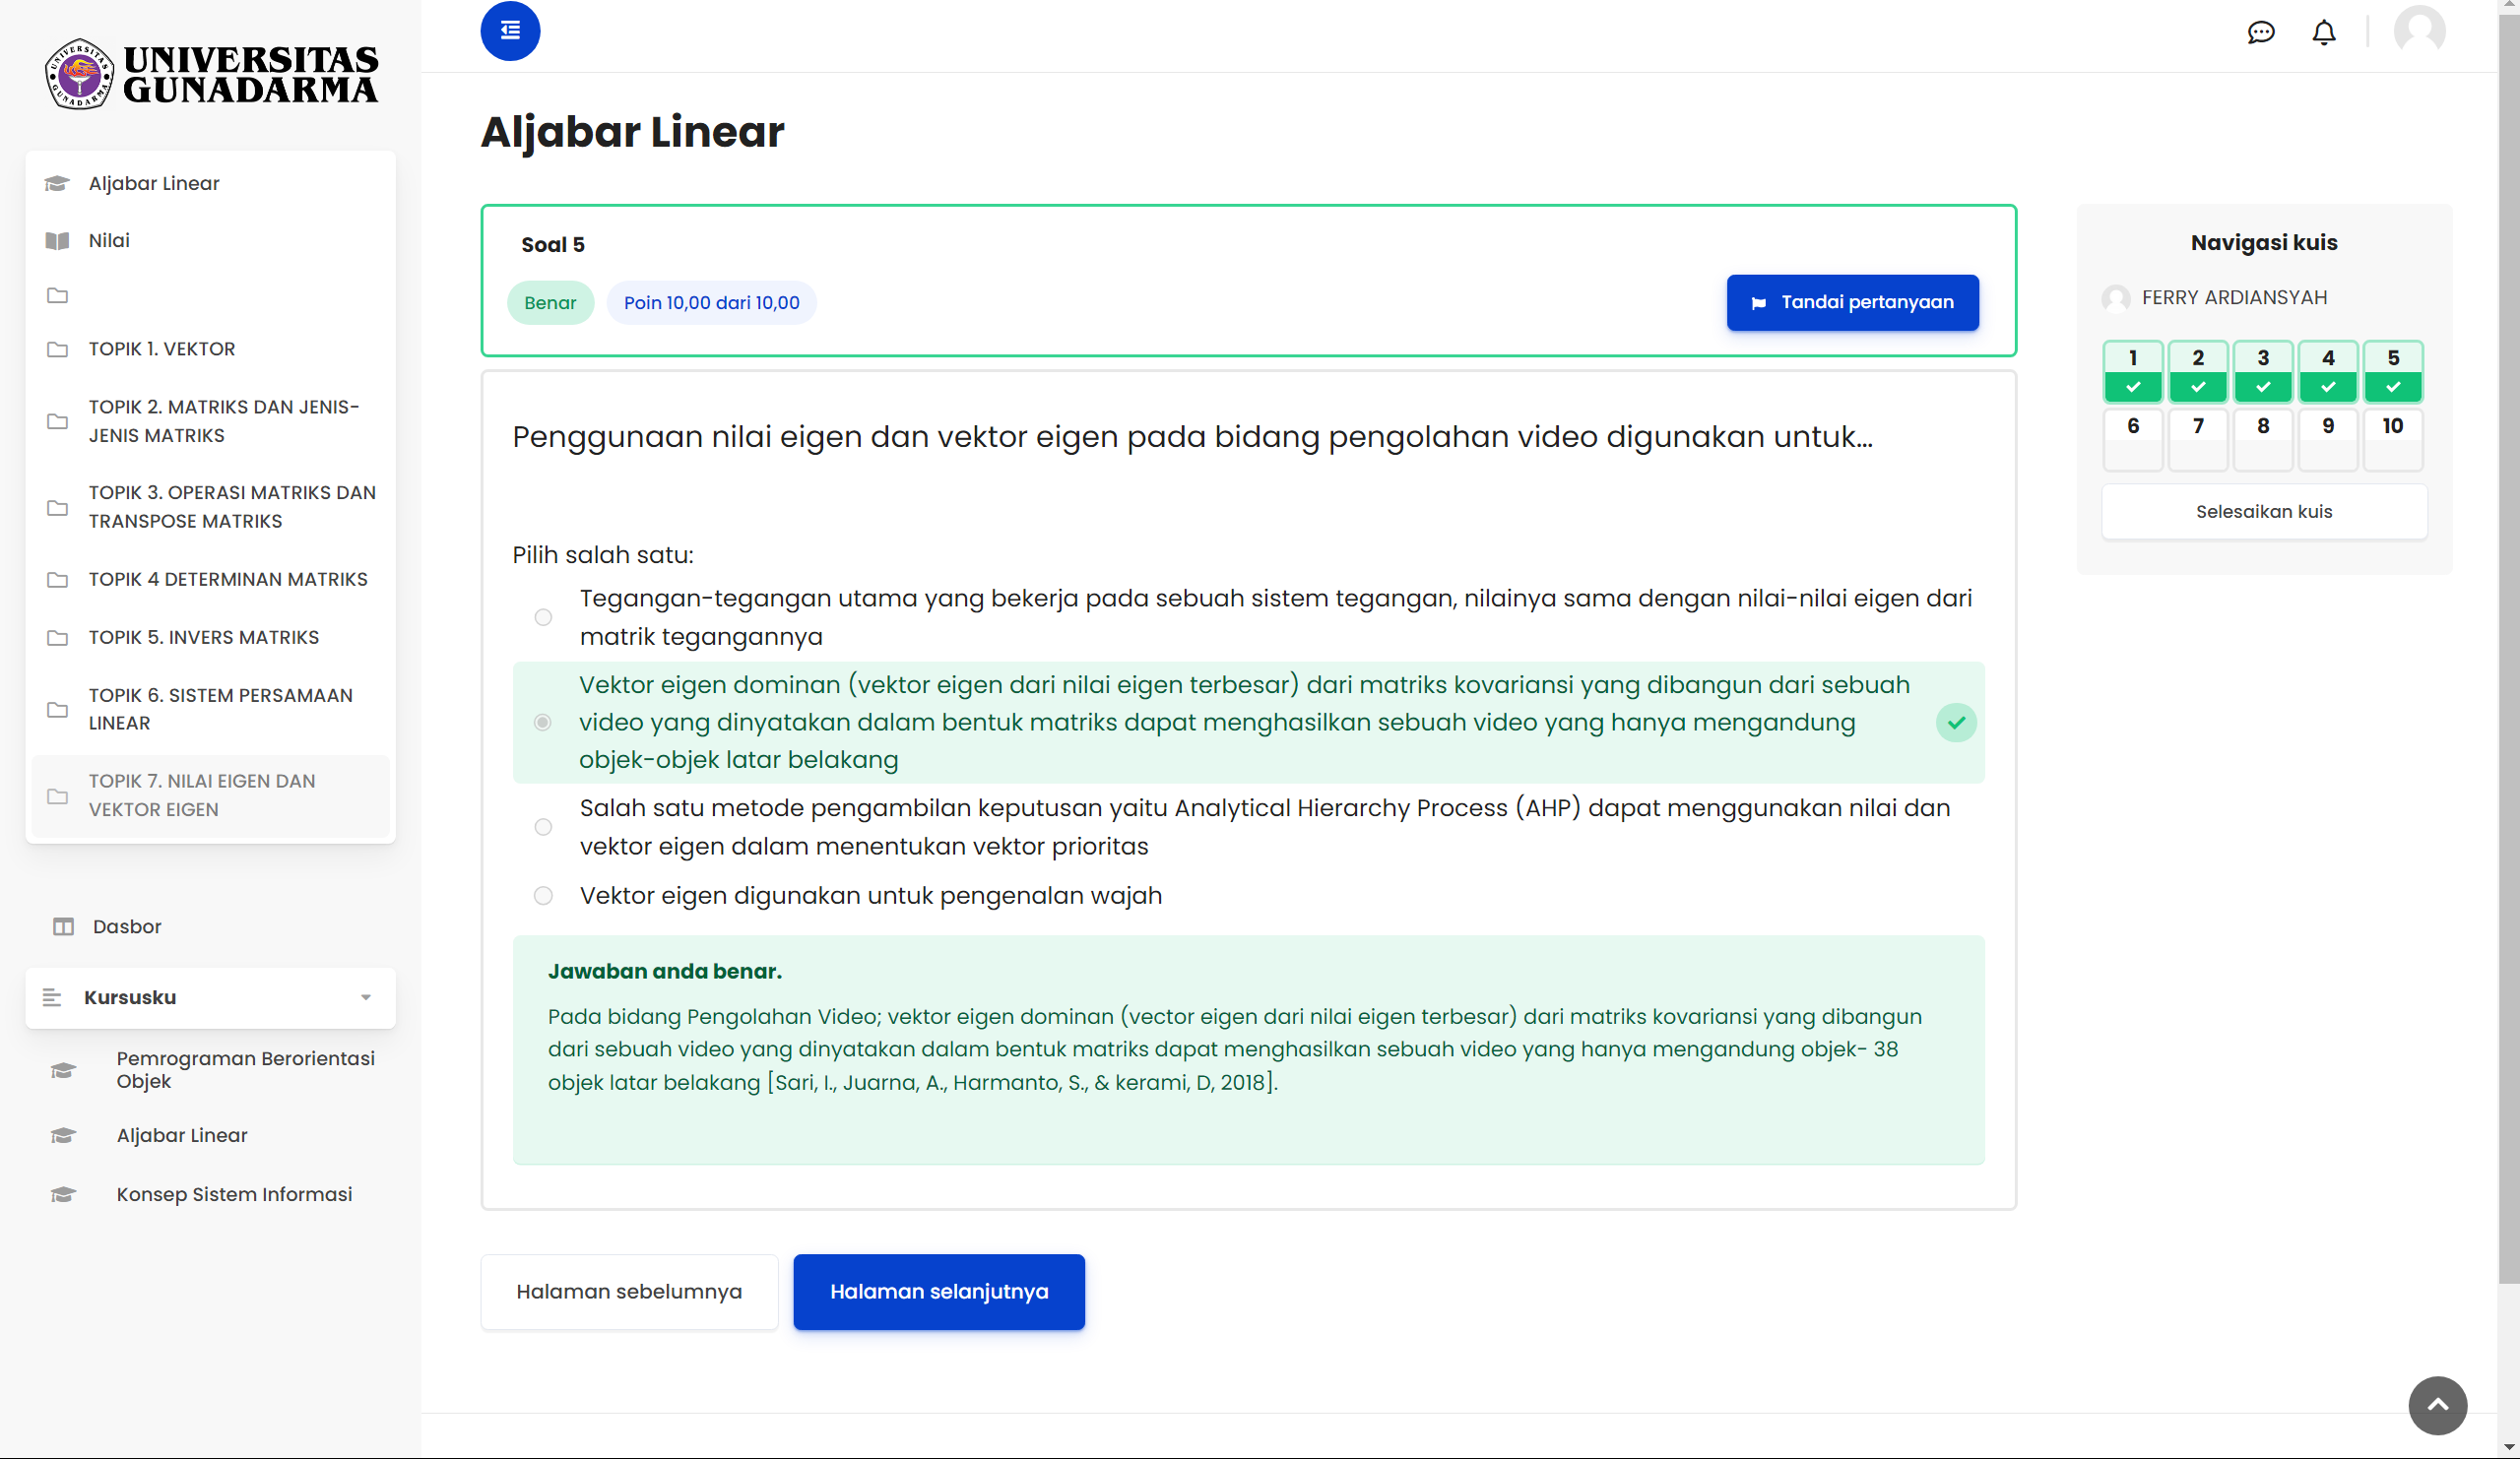 UNIVERSITAS
GUNADARMA
Aljabar Linear
Nilai
TOPIK 1. VEKTOR
TOPIK 2. MATRIKS DAN JENIS-
JENIS MATRIKS
TOPIK 3. OPERASI MATRIKS DAN
TRANSPOSE MATRIKS
TOPIK 4 DETERMINAN MATRIKS
TOPIK 5. INVERS MATRIKS
TOPIK 6. SISTEM PERSAMAAN
LINEAR
TOPIK 7. NILAI EIGEN DAN
VEKTOR EIGEN
Dasbor
Kursusku
Pemrograman Berorientasi
Objek
Aljabar Linear
Konsep Sistem Informasi
Aljabar Linear
Soal 5
Benar
Poin 10,00 dari 10,00
Tandai pertanyaan
Penggunaan nilai eigen dan vektor eigen pada bidang pengolahan video digunakan untuk...
Pilih salah satu:
Tegangan-tegangan utama yang bekerja pada sebuah sistem tegangan, nilainya sama dengan nilai-nilai eigen dari
matrik tegangannya
Vektor eigen dominan (vektor eigen dari nilai eigen terbesar) dari matriks kovariansi yang dibangun dari sebuah
video yang dinyatakan dalam bentuk matriks dapat menghasilkan sebuah video yang hanya mengandung
objek-objek latar belakang
Salah satu metode pengambilan keputusan yaitu Analytical Hierarchy Process (AHP) dapat menggunakan nilai dan
vektor eigen dalam menentukan vektor prioritas
Vektor eigen digunakan untuk pengenalan wajah
Jawaban anda benar.
Pada bidang Pengolahan Video; vektor eigen dominan (vector eigen dari nilai eigen terbesar) dari matriks kovariansi yang dibangun
dari sebuah video yang dinyatakan dalam bentuk matriks dapat menghasilkan sebuah video yang hanya mengandung objek- 38
objek latar belakang [Sari, I., Juarna, A., Harmanto, S., & kerami, D, 2018].
Halaman sebelumnya
Halaman selanjutnya
Navigasi kuis
FERRY ARDIANSYAH
1 2 3 4 5
6 7 8 9 10
Selesaikan kuis